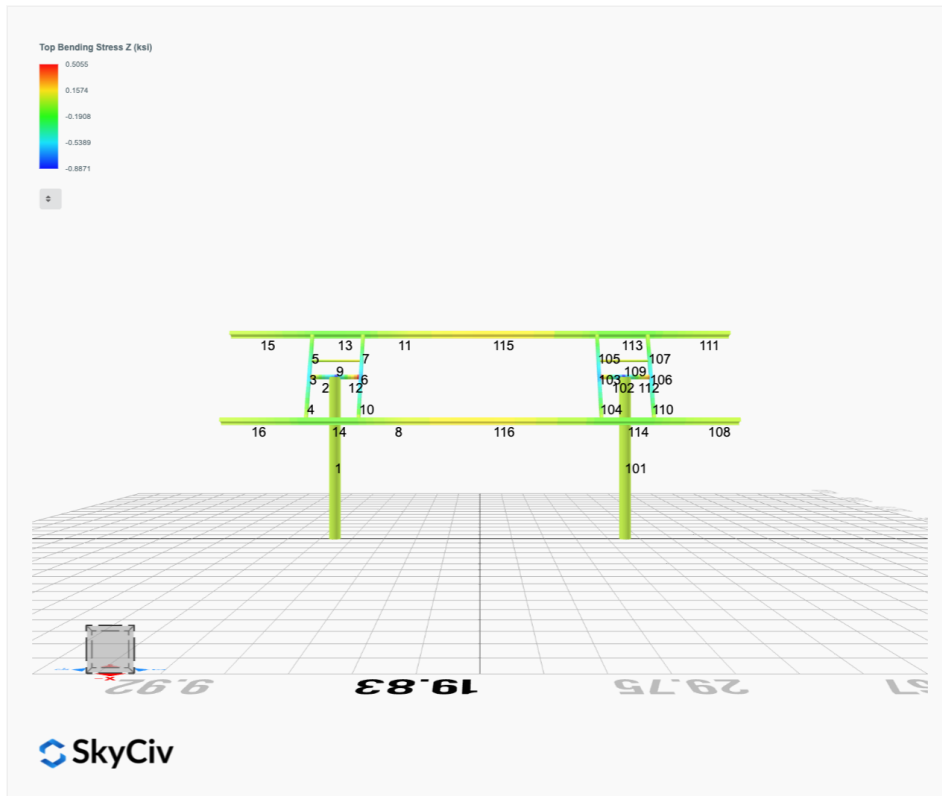 Top Bending Stress Z (ksi)
0.5055
0.1574
-0.1908
-0.5389
-0.8871
15 13 11 115 113 111
5 7 105 107
9 109
3 6 103 106
2 12 102 112
4 10 104 110
16 14 8 116 114 108
1 101
-X
9.92 19.83 29.75
SkyCiv